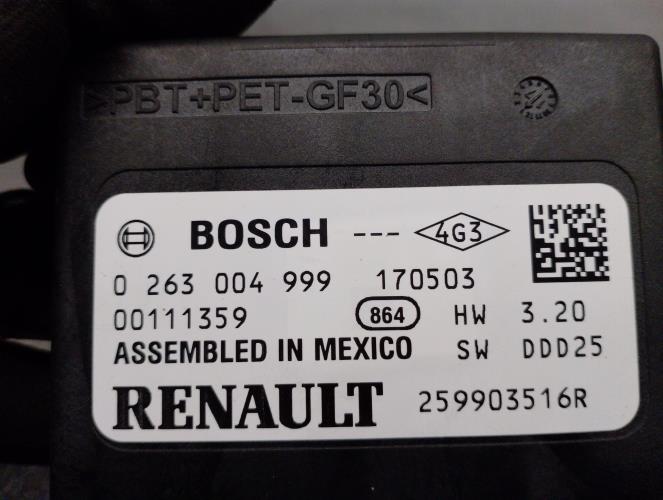 >PBT+PET-GF30<
BOSCH --- 4G3
0 263 004 999 170503
00111359 864 HW 3.20
ASSEMBLED IN MEXICO SW DDD25
RENAULT 259903516R